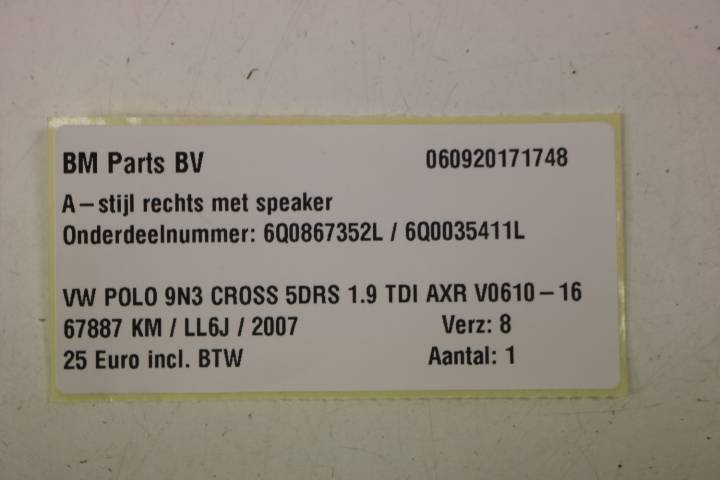 BM Parts BV 060920171748
A-stijl rechts met speaker
Onderdeelnummer: 6Q0867352L / 6Q0035411L
VW POLO 9N3 CROSS 5DRS 1.9 TDI AXR V0610-16
67887 KM / LL6J / 2007 Verz: 8
25 Euro incl. BTW Aantal: 1